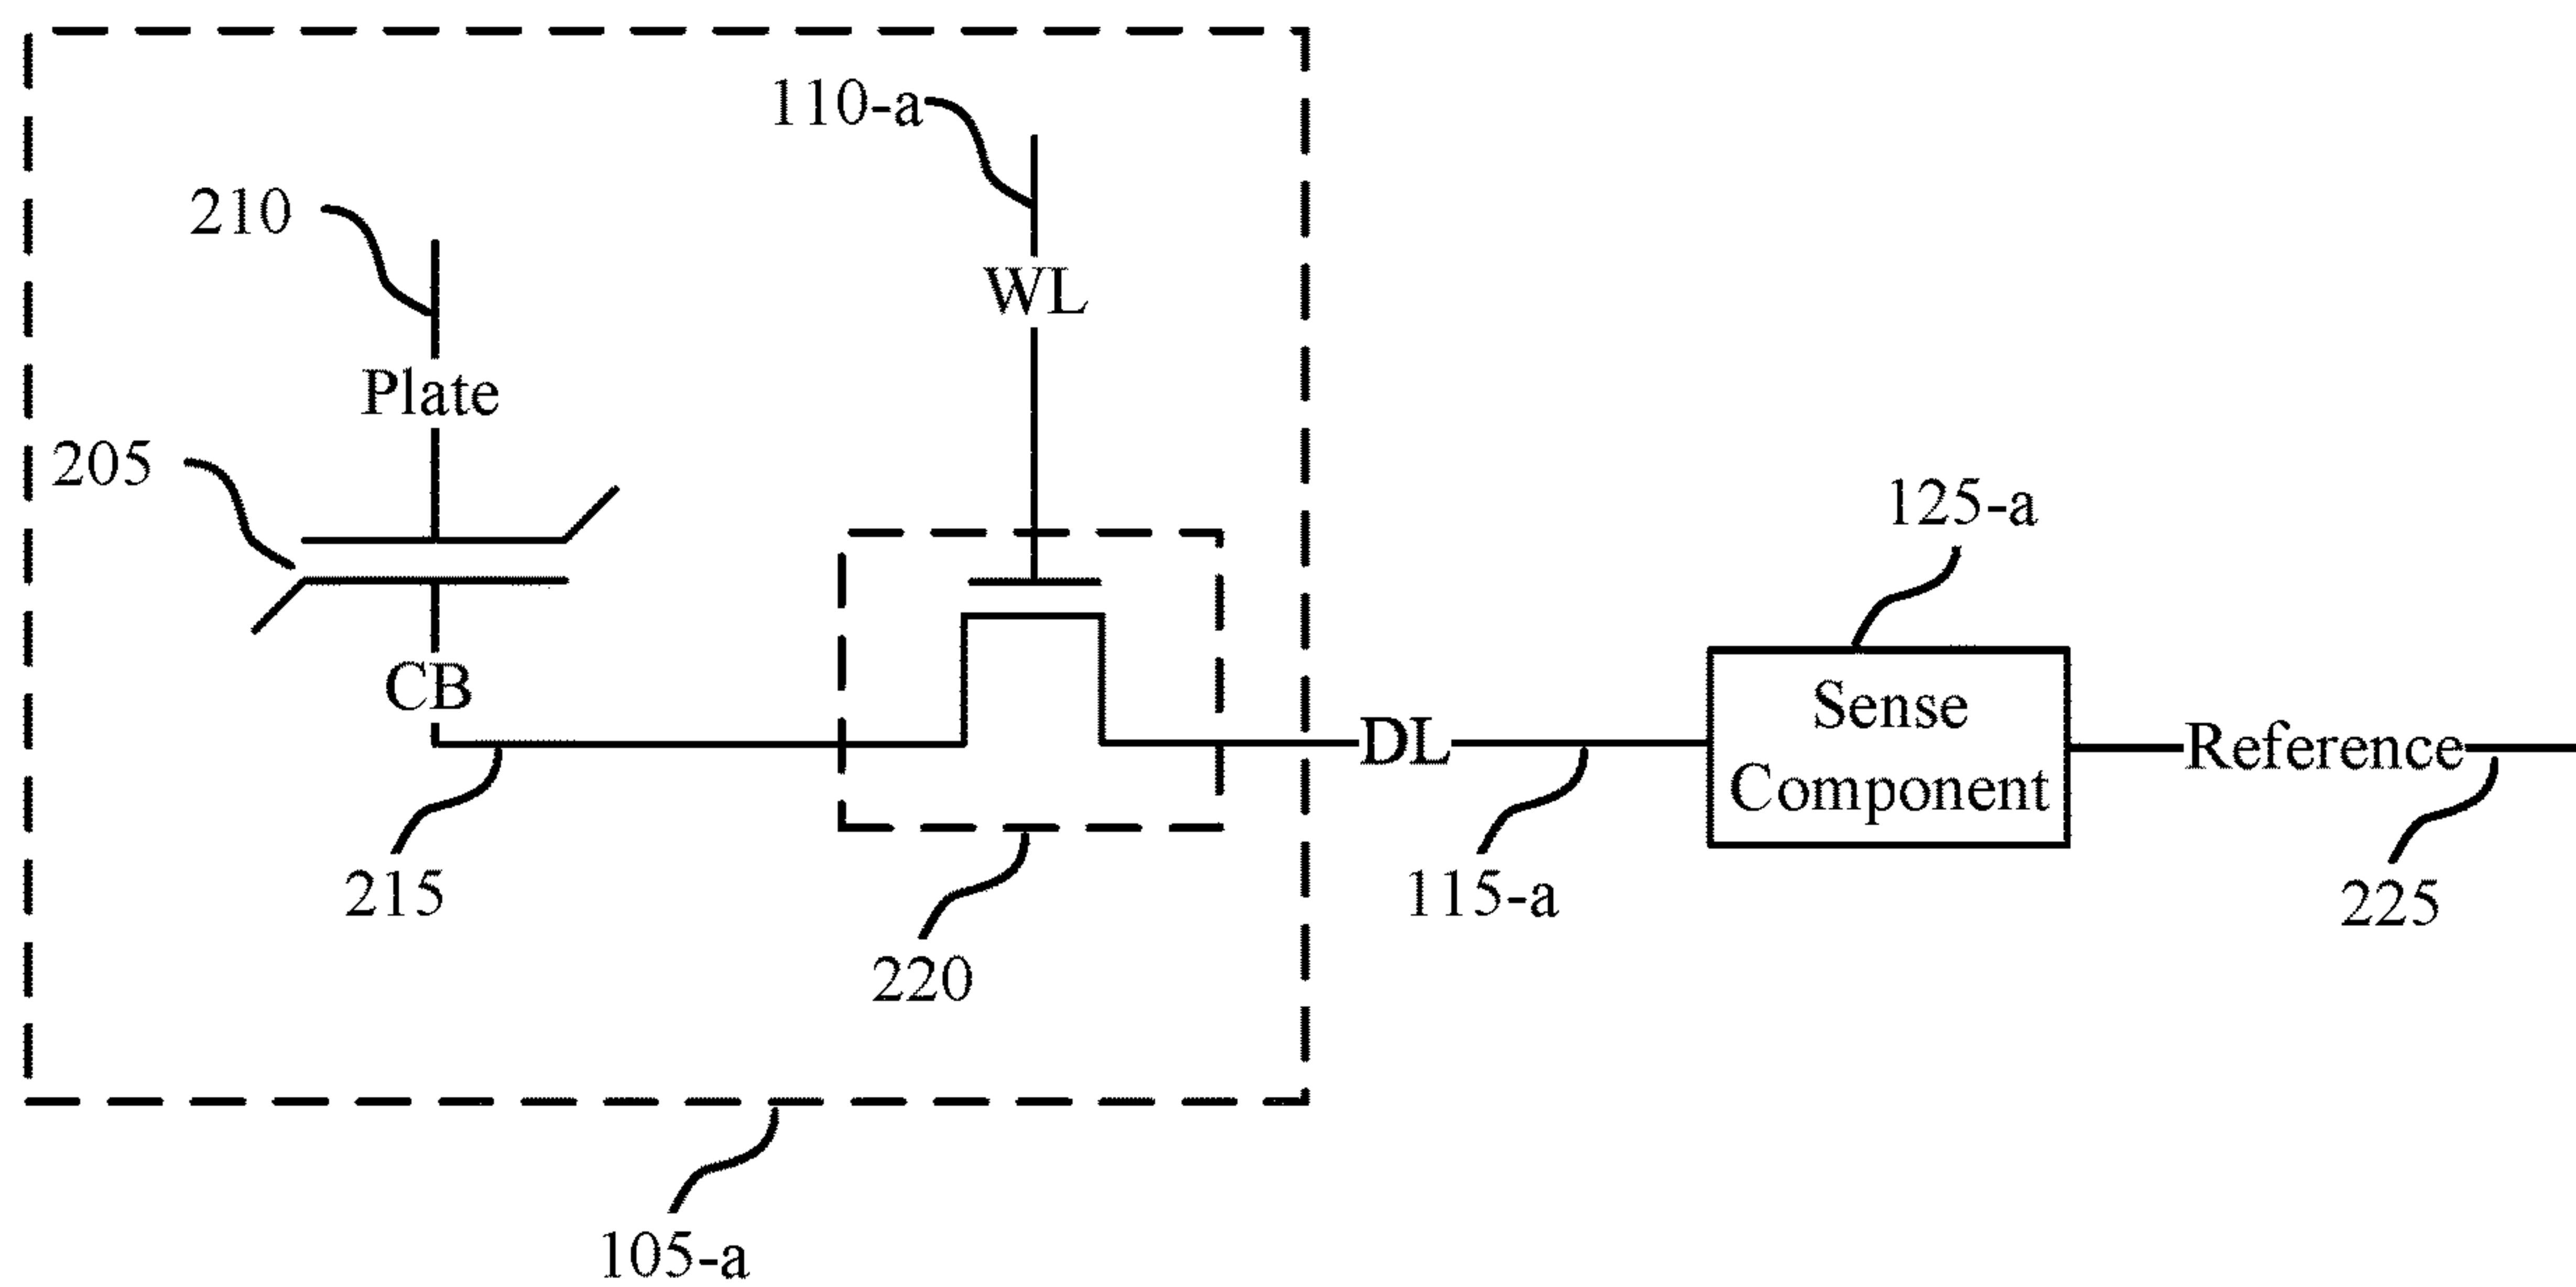 110-a
210
WL
Plate
205
125-a
CB
Sense
Component
DL
Reference
215
115-a
225
220
105-a